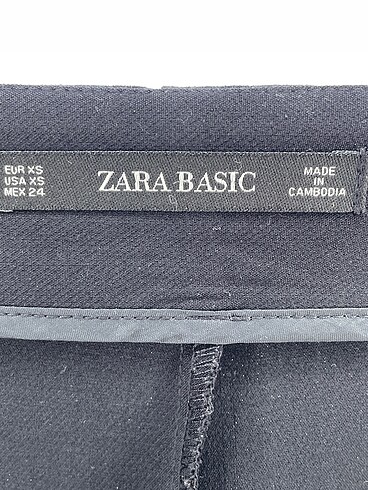 EUR XS
USA XS
MEX 24
ZARA BASIC
MADE
IN
CAMBODIA